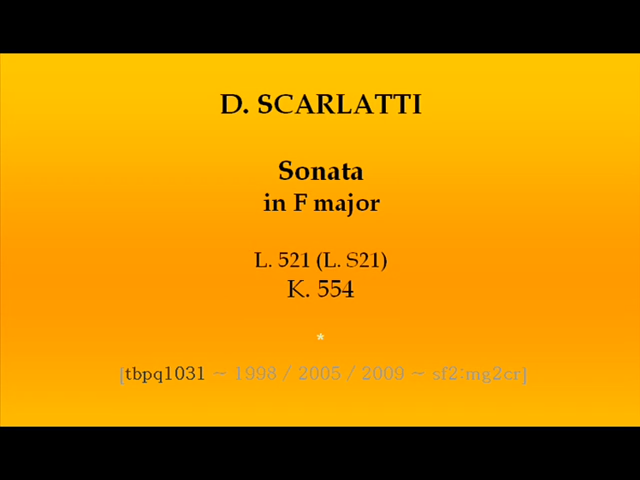 D. SCARLATTI
Sonata
in F major
L. 521 (L. S21)
K. 554
*
[tbpq1031 ~ 1998 / 2005 / 2009 ~ sf2:mg2cr]